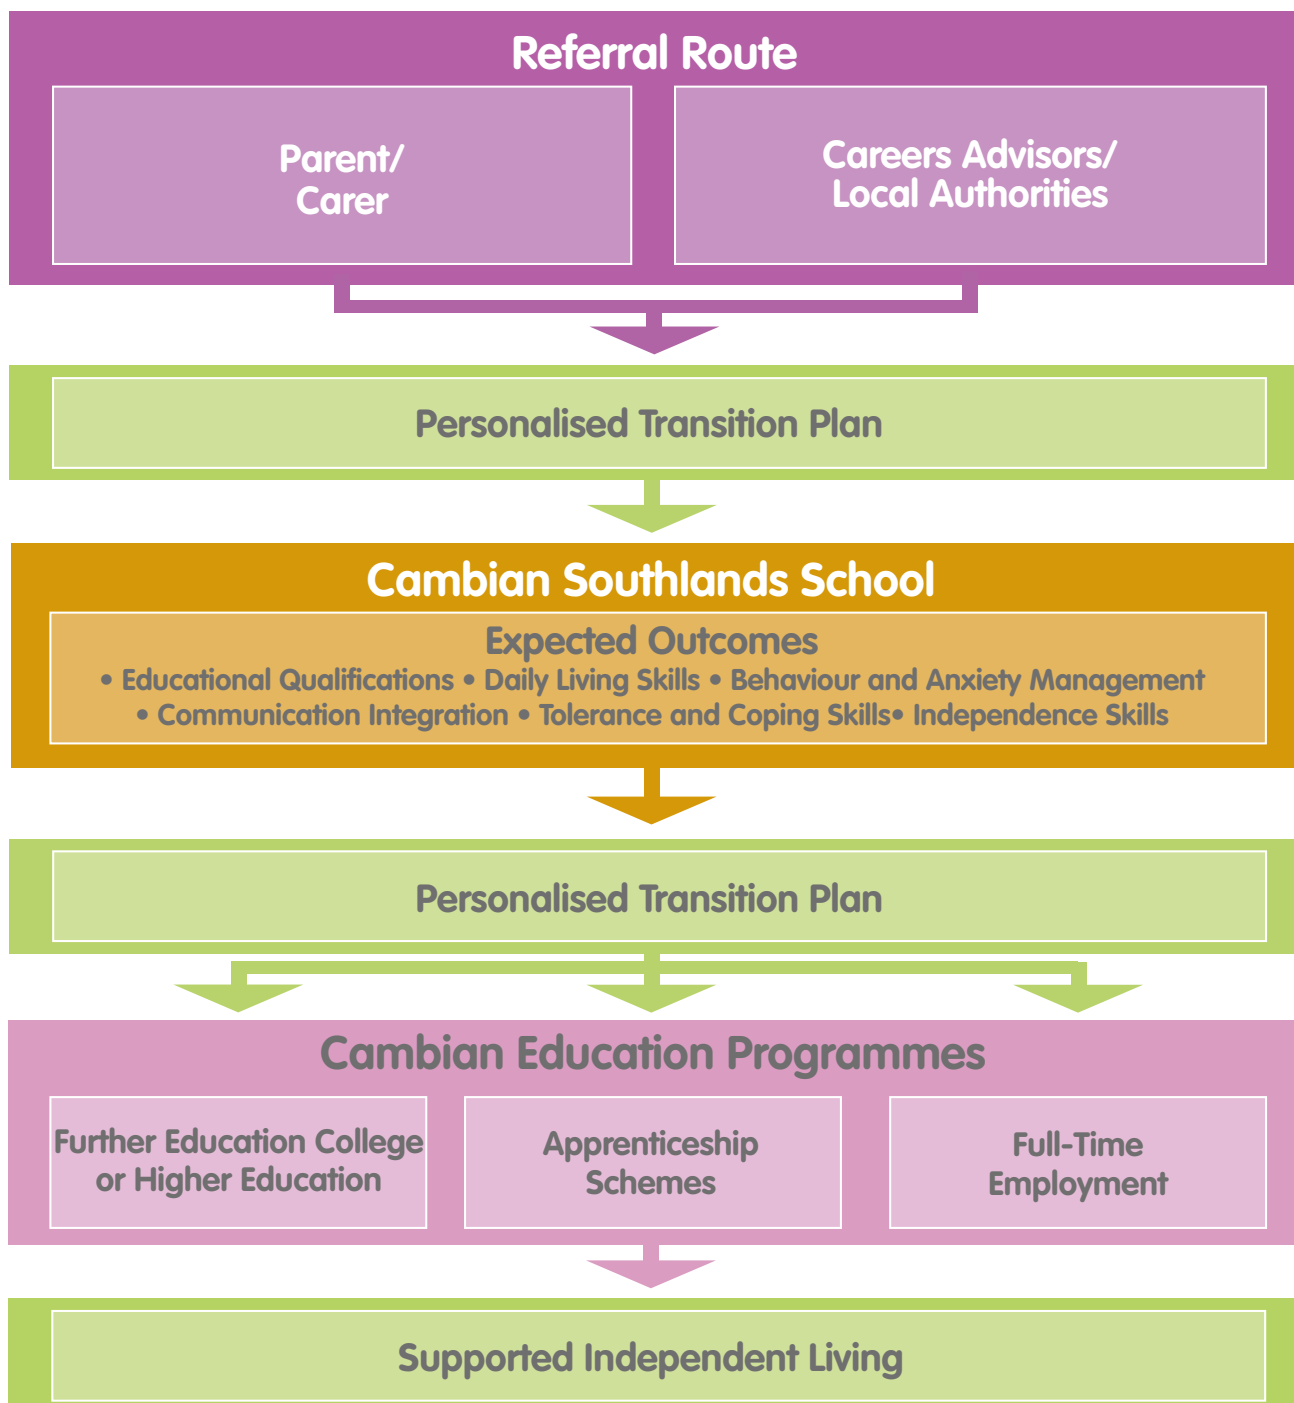 Referral Route
Parent/
Carer
Careers Advisors/
Local Authorities
Personalised Transition Plan
Cambian Southlands School
Expected Outcomes
• Educational Qualifications • Daily Living Skills • Behaviour and Anxiety Management
• Communication Integration • Tolerance and Coping Skills• Independence Skills
Personalised Transition Plan
Cambian Education Programmes
Further Education College
or Higher Education
Apprenticeship
Schemes
Full-Time
Employment
Supported Independent Living